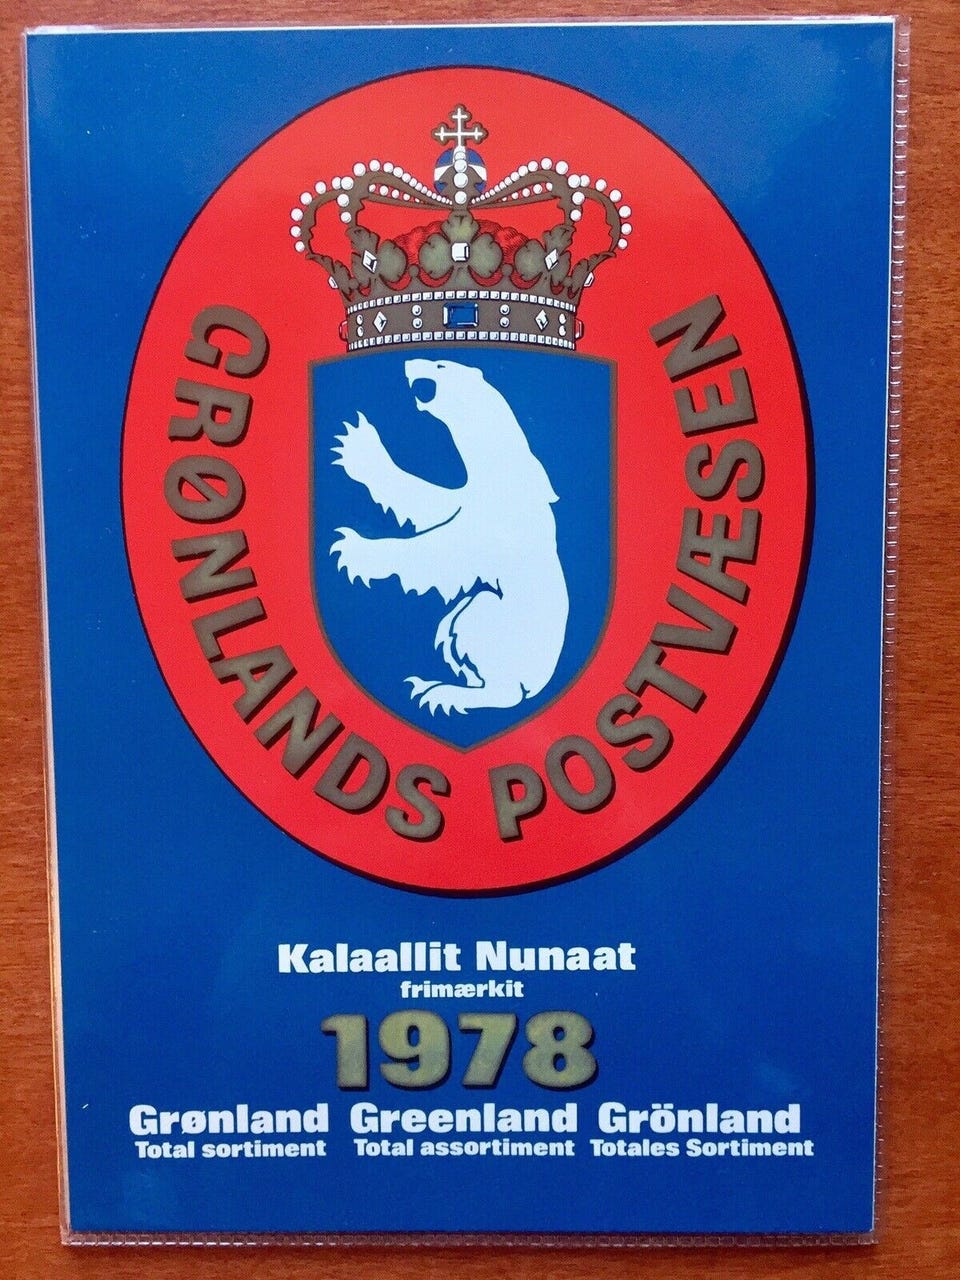 GRØNLANDS POSTVÆSEN
Kalaallit Nunaat
frimærkit
1978
Grønland Greenland Grönland
Total sortiment Total assortiment Totales Sortiment